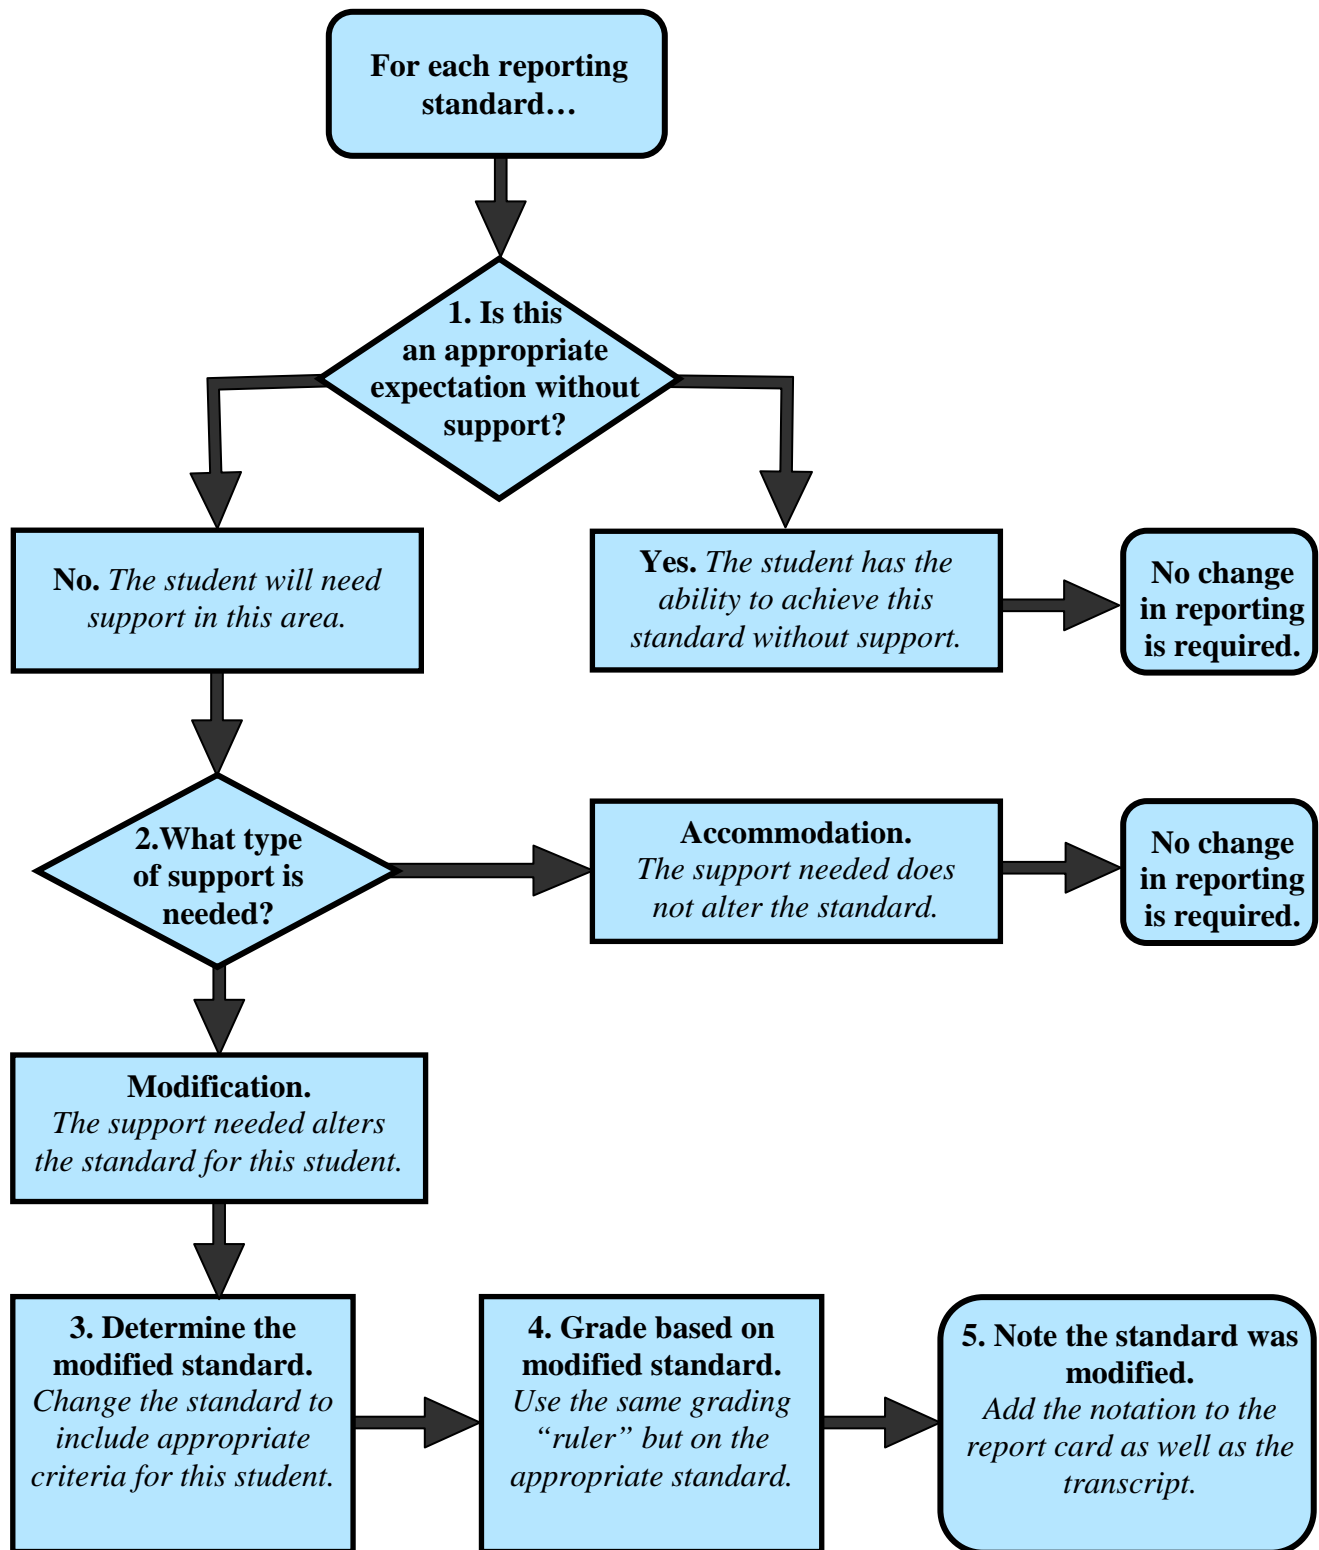 For each reporting
standard…
1. Is this
an appropriate
expectation without
support?
No. The student will need
support in this area.
Yes. The student has the
ability to achieve this
standard without support.
No change
in reporting
is required.
2.What type
of support is
needed?
Accommodation.
The support needed does
not alter the standard.
No change
in reporting
is required.
Modification.
The support needed alters
the standard for this student.
3. Determine the
modified standard.
Change the standard to
include appropriate
criteria for this student.
4. Grade based on
modified standard.
Use the same grading
“ruler” but on the
appropriate standard.
5. Note the standard was
modified.
Add the notation to the
report card as well as the
transcript.